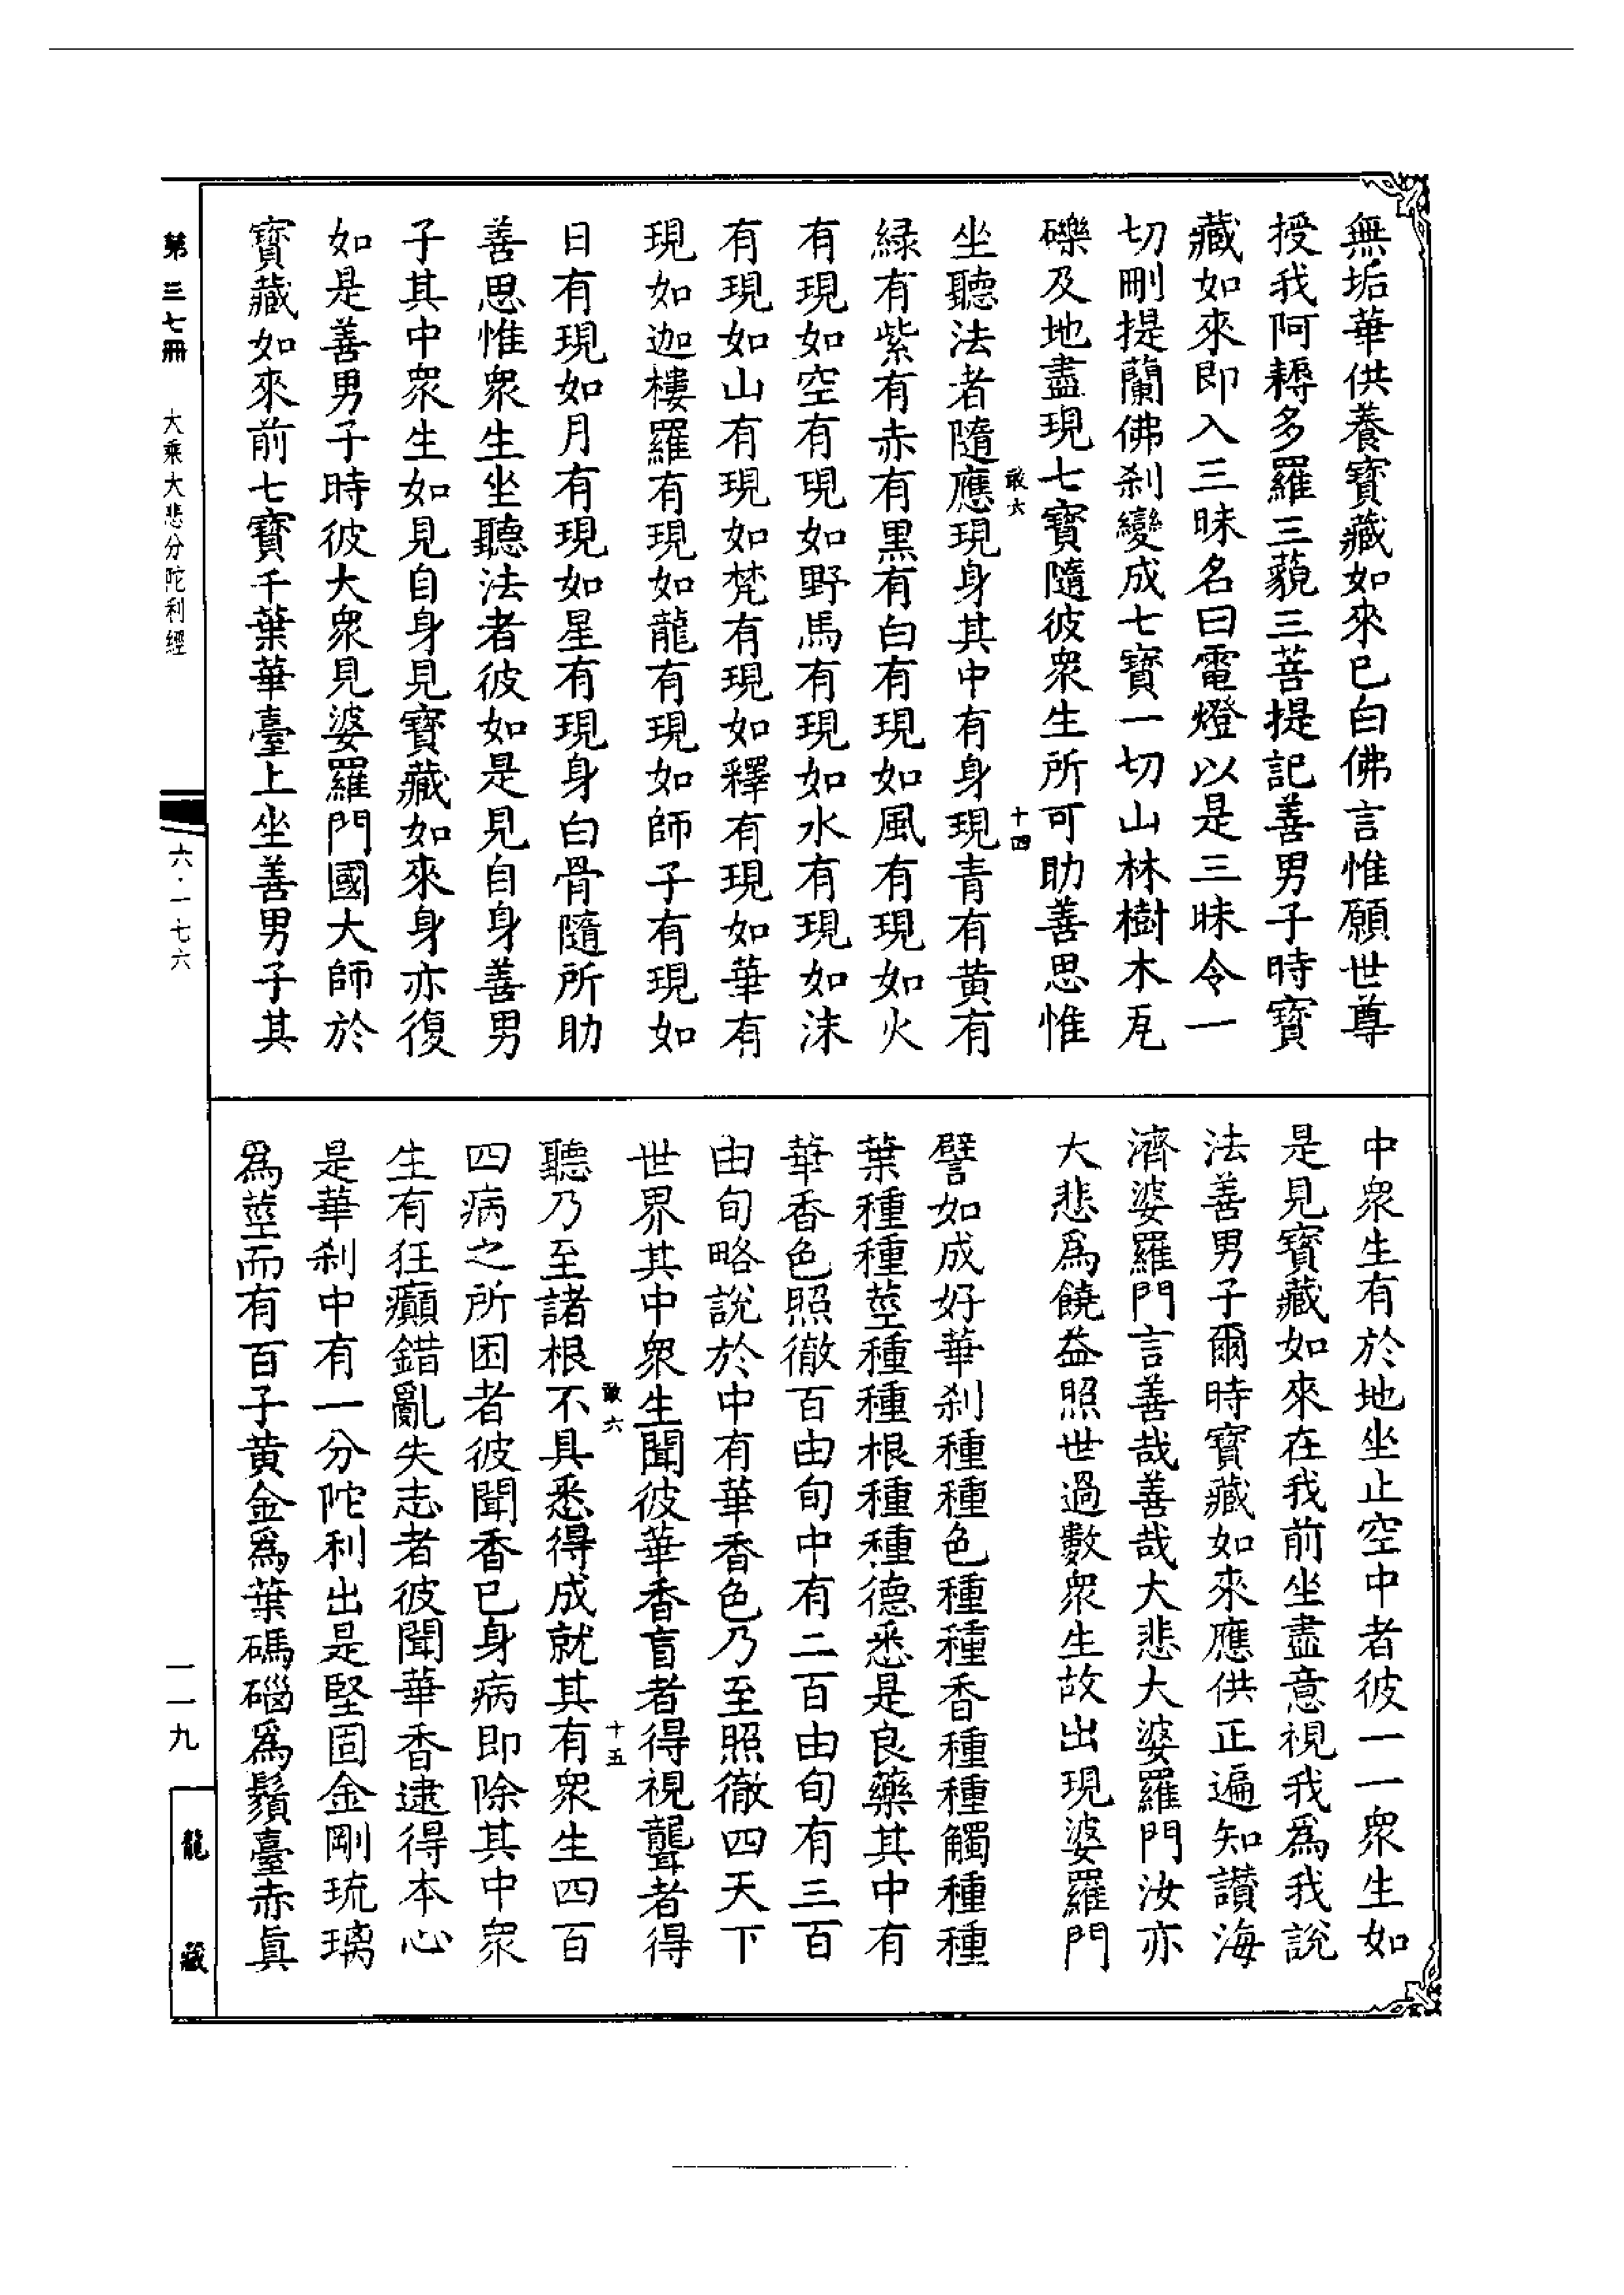 無垢華供養寶藏如來已白佛言惟願世尊
授我阿耨多羅三藐三菩提記善男子時寶
藏如來即入三昧名曰電燈以是三昧令一
切刪提蘭佛刹變成七寶一切山林樹木瓦
礫及地盡現七寶隨彼衆生所可助善思惟
敢六
十四
坐聽法者隨應現身其中有身現青有黃有
緑有紫有赤有黒有白有現如風有現如火
有現如空有現如野馬有現如水有現如沫
有現如山有現如梵有現如釋有現如華有
現如迦樓羅有現如龍有現如師子有現如
日有現如月有現如星有現身白骨隨所助
善思惟衆生坐聽法者彼如是見自身善男
子其中衆生如見自身見寶藏如來身亦復
如是善男子時彼大衆見婆羅門國大師於
寶藏如來前七寶千葉華臺上坐善男子其
中衆生有於地坐止空中者彼一一衆生如
是見寶藏如來在我前坐盡意視我爲我說
法善男子爾時寶藏如來應供正遍知讃海
濟婆羅門言善哉善哉大悲大婆羅門汝亦
大悲爲饒益照世過數衆生故出現婆羅門
譬如成好華刹種種色種種香種種觸種種
葉種種莖種種根種種德悉是良藥其中有
華香色照徹百由旬中有二百由旬有三百
由旬略說於中有華香色乃至照徹四天下
世界其中衆生聞彼華香盲者得視聾者得
敢六
十五
聽乃至諸根不具悉得成就其有衆生四百
四病之所困者彼聞香已身病即除其中衆
生有狂癲錯亂失志者彼聞華香逮得本心
是華刹中有一分陀利出是堅固金剛琉璃
爲莖而有百子黃金爲葉碼碯爲鬚臺赤眞
第三七冊
大乘大悲分陀利經
六·一七六
一一九
龍藏